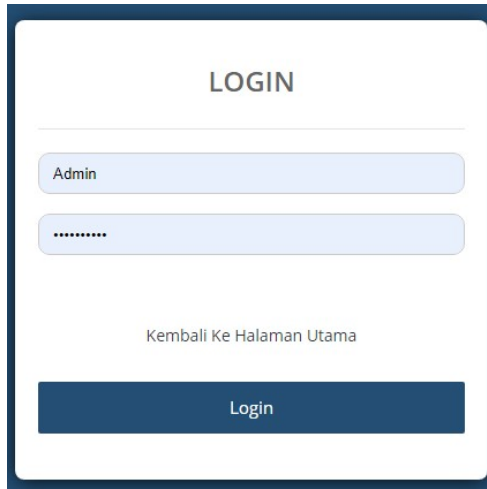 LOGIN
Admin
••••••••••
Kembali Ke Halaman Utama
Login